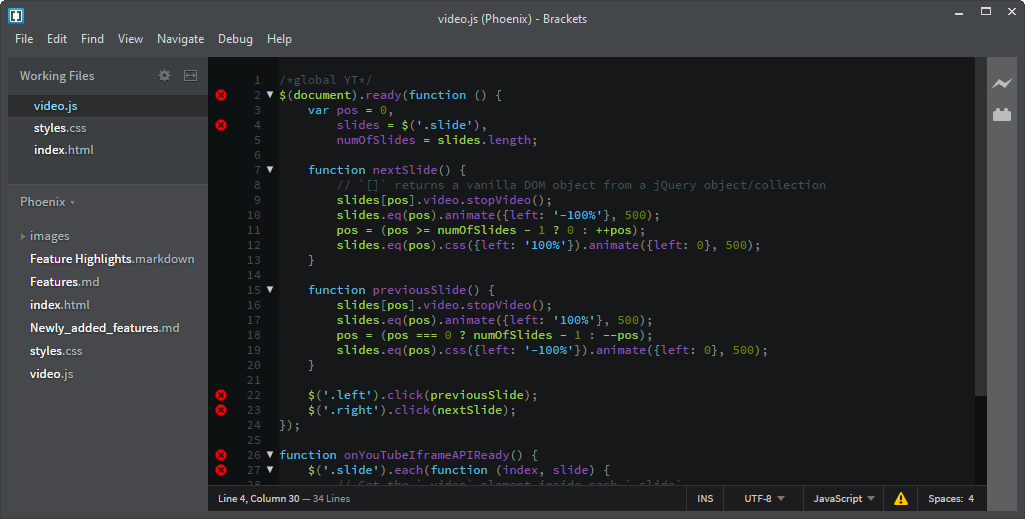 video.js (Phoenix) - Brackets
File Edit Find View Navigate Debug Help
Working Files
video.js
styles.css
index.html
Phoenix
images
Feature Highlights.markdown
Features.md
index.html
Newly_added_features.md
styles.css
video.js
1 /*global YT*/
2 $(document).ready(function () {
3 var pos = 0,
4 slides = $('.slide'),
5 numOfSlides = slides.length;
6
7 function nextSlide() {
8 // `[]` returns a vanilla DOM object from a jQuery object/collection
9 slides[pos].video.stopVideo();
10 slides.eq(pos).animate({left: '-100%'}, 500);
11 pos = (pos >= numOfSlides - 1 ? 0 : ++pos);
12 slides.eq(pos).css({left: '100%'}).animate({left: 0}, 500);
13 }
14
15 function previousSlide() {
16 slides[pos].video.stopVideo();
17 slides.eq(pos).animate({left: '100%'}, 500);
18 pos = (pos === 0 ? numOfSlides - 1 : --pos);
19 slides.eq(pos).css({left: '-100%'}).animate({left: 0}, 500);
20 }
21
22 $('.left').click(previousSlide);
23 $('.right').click(nextSlide);
24 });
25
26 function onYouTubeIframeAPIReady() {
27 $('.slide').each(function (index, slide) {
28 // Get the `.video` element inside each `.slide`
Line 4, Column 30 — 34 Lines INS UTF-8 JavaScript Spaces: 4